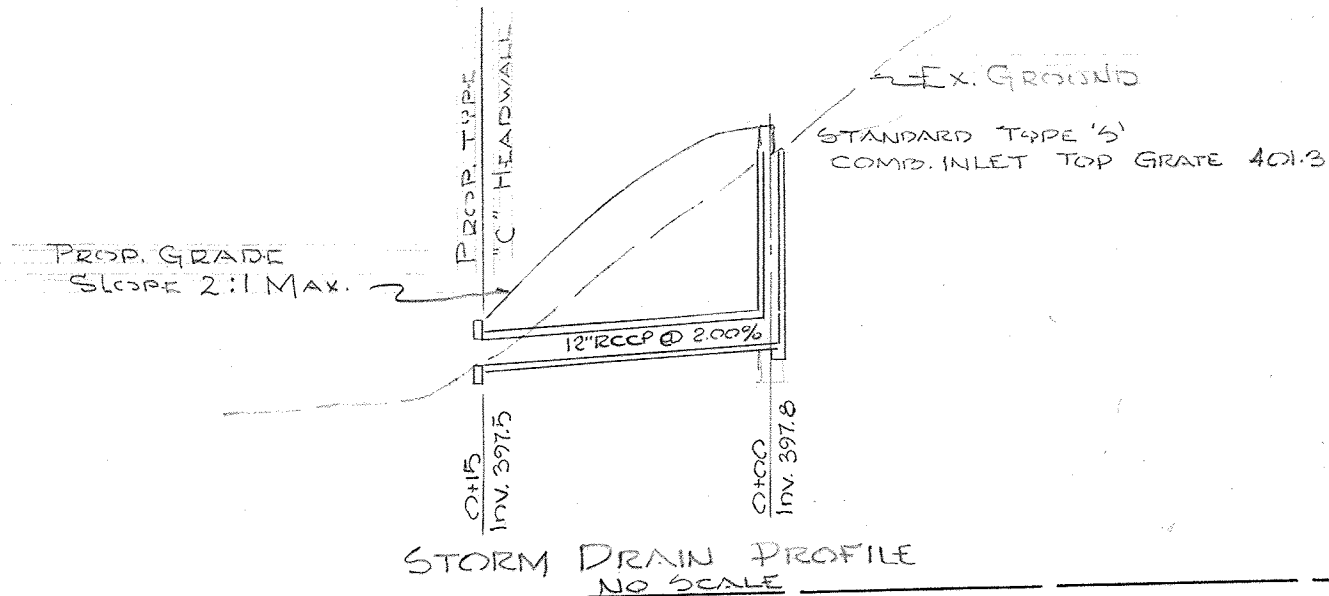 PROP. TYPE
"C" HEADWALL
EX. GROUND
STANDARD TYPE 'S'
COMB. INLET TOP GRATE 401.3
PROP. GRADE
SLOPE 2:1 MAX.
12" RCCP @ 2.00%
0+15
Inv. 397.5
0+00
Inv. 397.8
STORM DRAIN PROFILE
NO SCALE